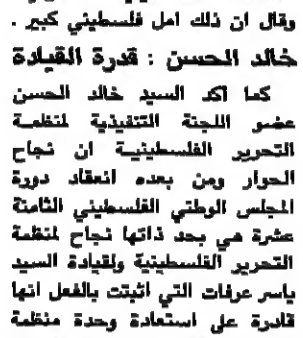 وقال ان ذلك امل فلسطيني كبير .
خالد الحسن : قدرة القيادة
كما اكد السيد خالد الحسن
عضو اللجنة التنفيذية لمنظمة
التحرير الفلسطينية ان نجاح
الحوار ومن بعده انعقاد دورة
المجلس الوطني الفلسطيني الثامنة
عشرة هي بحد ذاتها نجاح لمنظمة
التحرير الفلسطينية ولقيادة السيد
ياسر عرفات التي اثبتت بالفعل انها
قادرة على استعادة وحدة منظمة